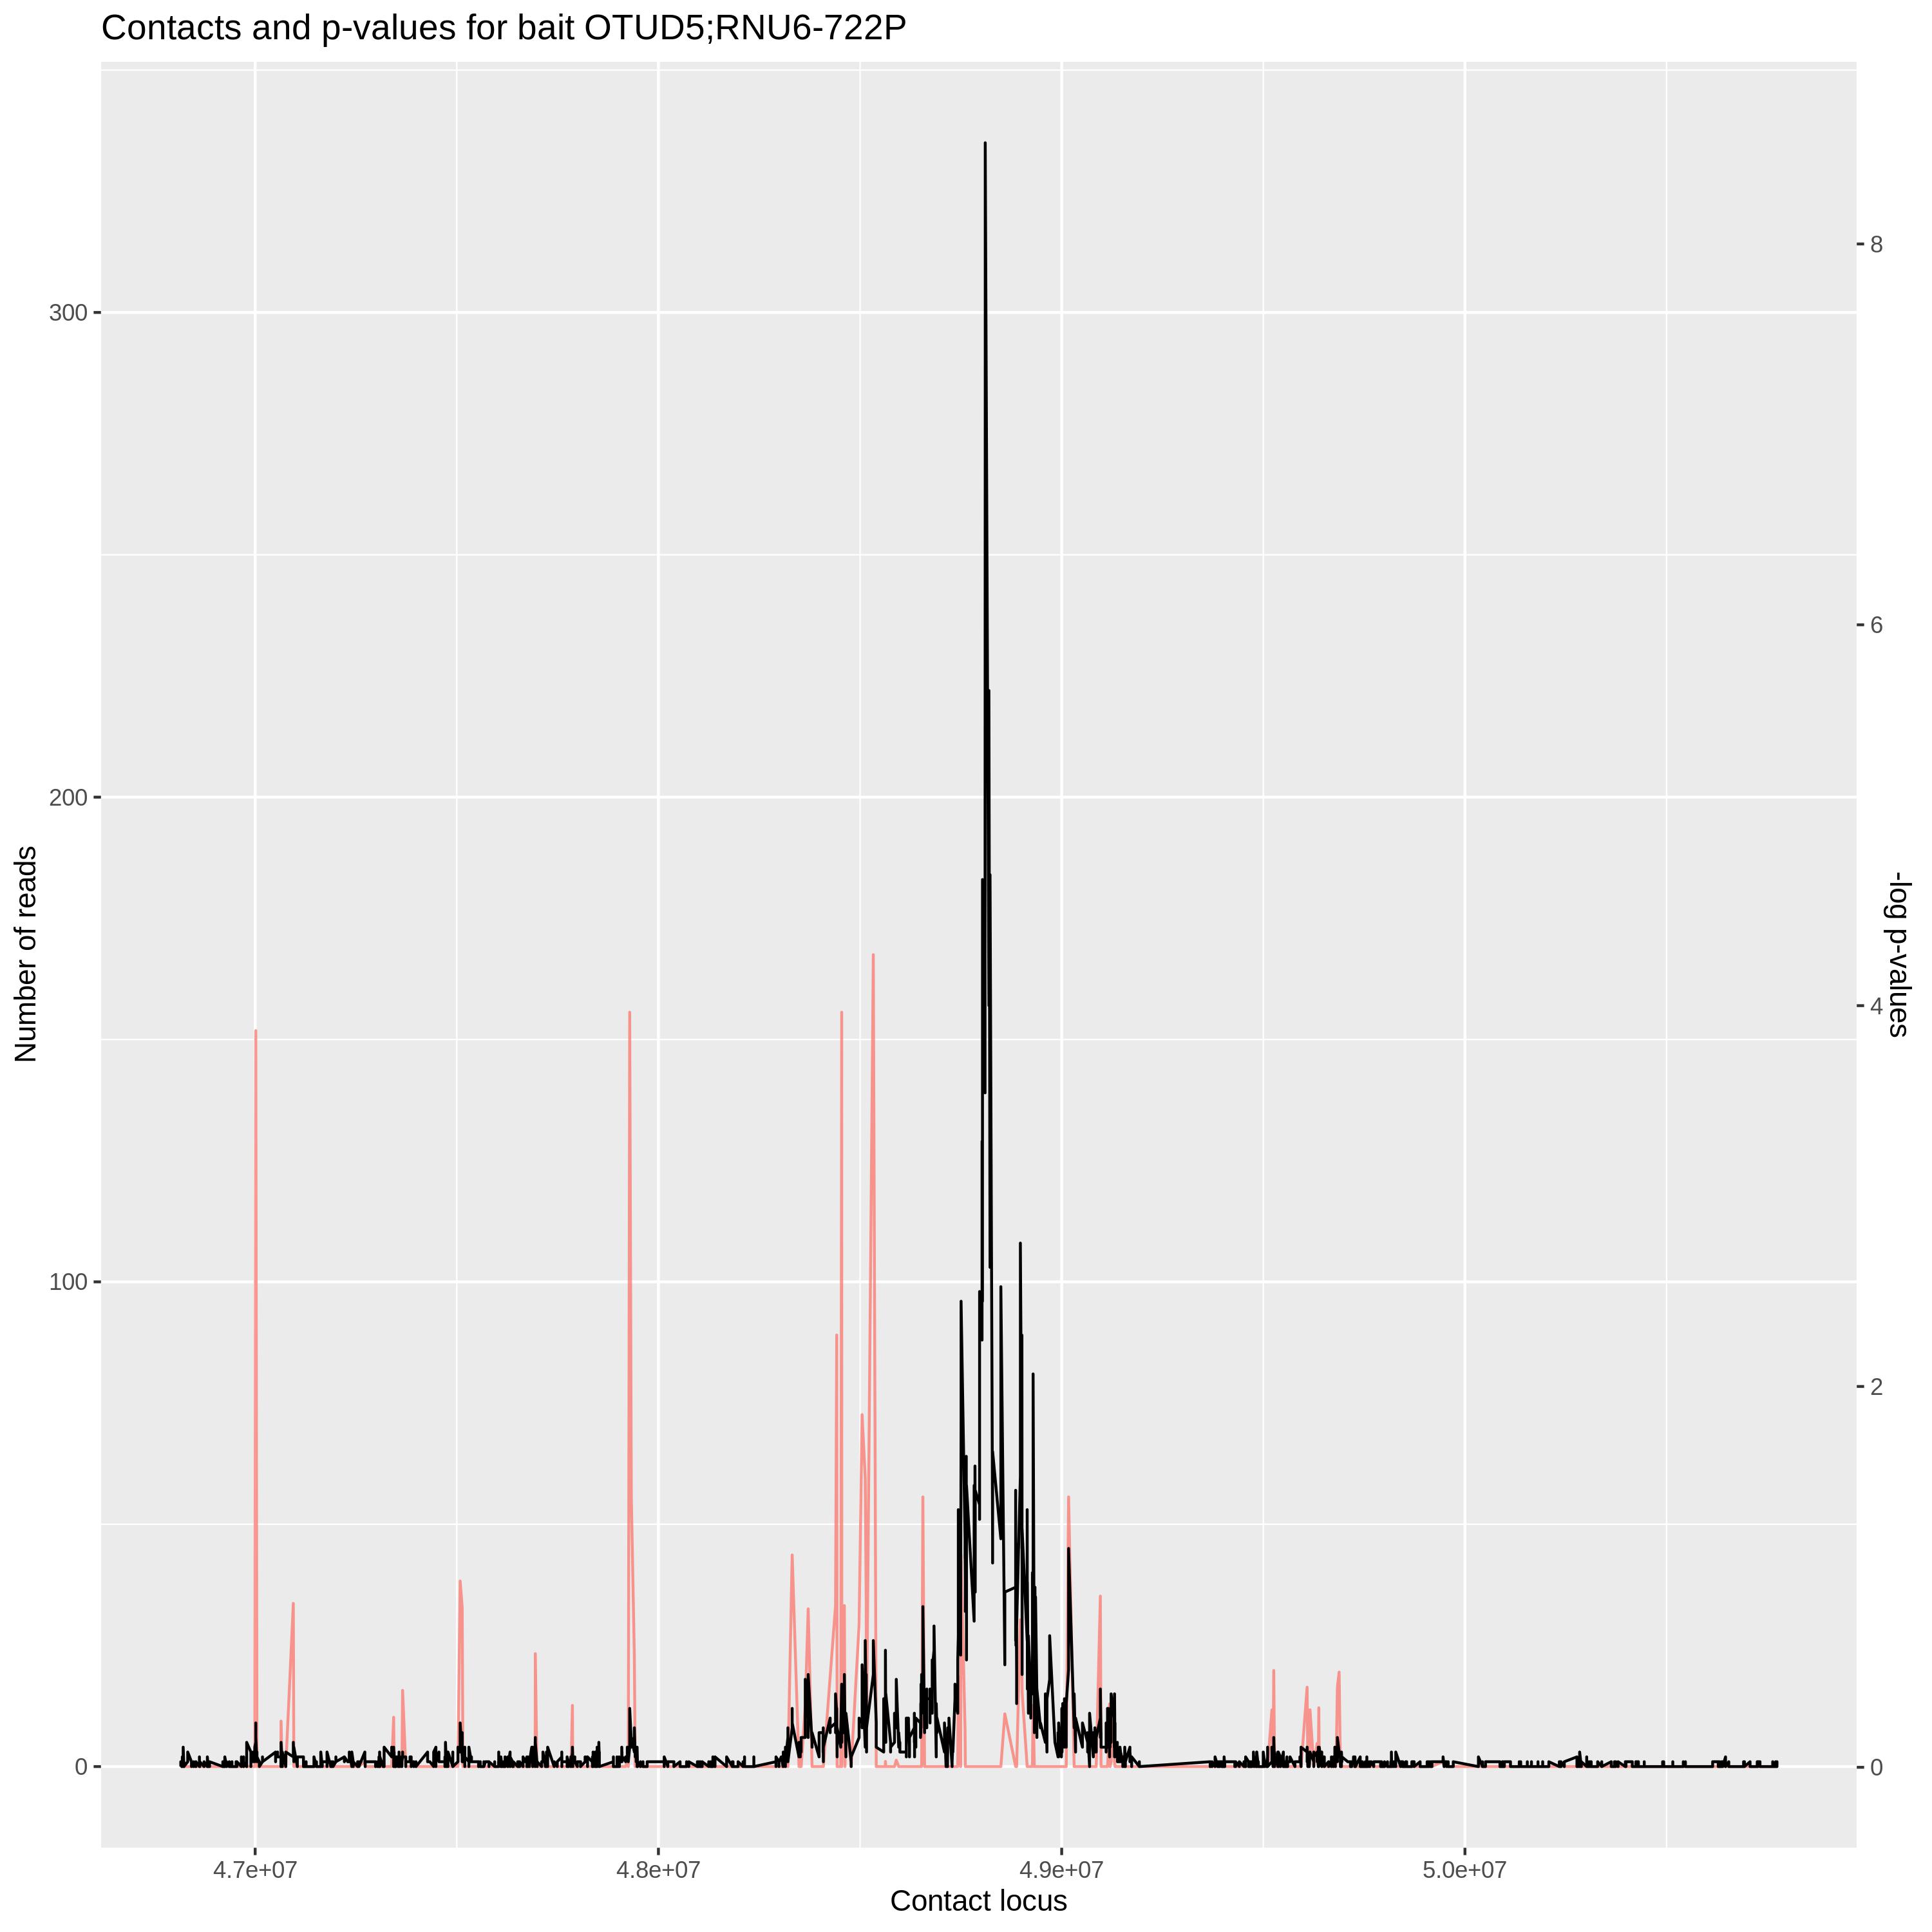 Contacts and p-values for bait OTUD5;RNU6-722P
300
200
100
0
8
6
4
2
0
Number of reads
-log p-values
4.7e+07 4.8e+07 4.9e+07 5.0e+07
Contact locus